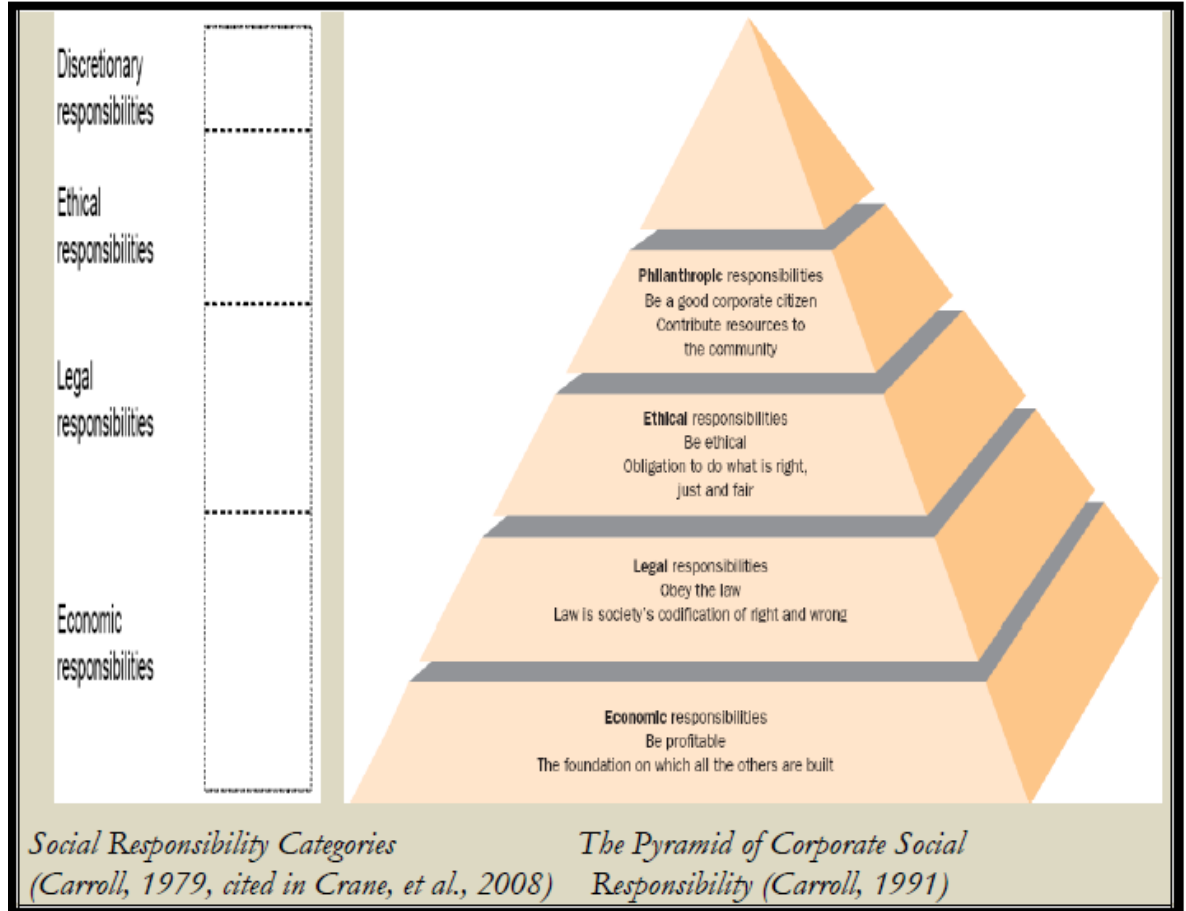 Discretionary
responsibilities
Ethical
responsibilities
Legal
responsibilities
Economic
responsibilities
Philanthropic responsibilities
Be a good corporate citizen
Contribute resources to
the community
Ethical responsibilities
Be ethical
Obligation to do what is right,
just and fair
Legal responsibilities
Obey the law
Law is society's codification of right and wrong
Economic responsibilities
Be profitable
The foundation on which all the others are built
Social Responsibility Categories
(Carroll, 1979, cited in Crane, et al., 2008)
The Pyramid of Corporate Social
Responsibility (Carroll, 1991)